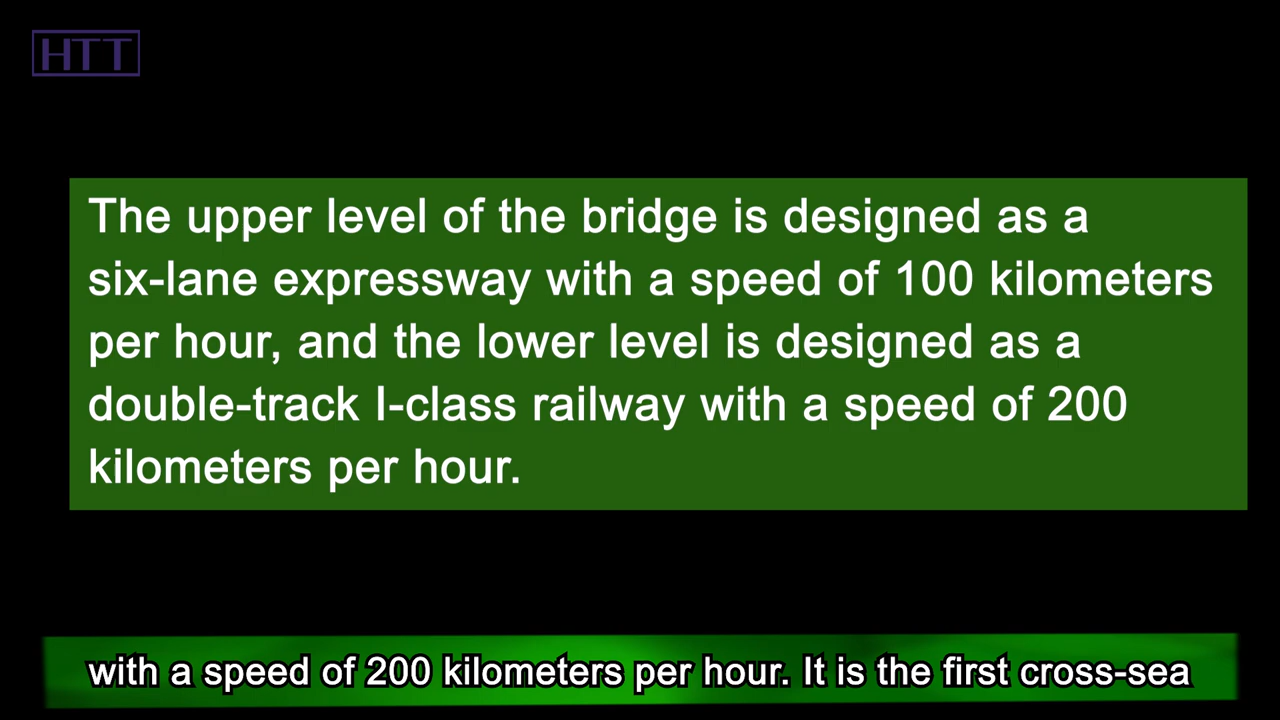 HTT
The upper level of the bridge is designed as a
six-lane expressway with a speed of 100 kilometers
per hour, and the lower level is designed as a
double-track I-class railway with a speed of 200
kilometers per hour.
with a speed of 200 kilometers per hour. It is the first cross-sea